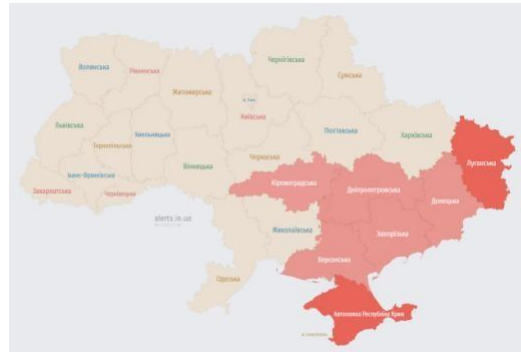 Чернігівська
Волинська
Рівненська
Сумська
Житомирська
м. Київ
Київська
Львівська
Тернопільська
Хмельницька
Полтавська
Харківська
Луганська
Черкаська
Вінницька
Івано-Франківська
Закарпатська
Чернівецька
Кіровоградська
Дніпропетровська
Донецька
alerts.in.ua
Миколаївська
Запорізька
Херсонська
Одеська
Автономна Республіка Крим